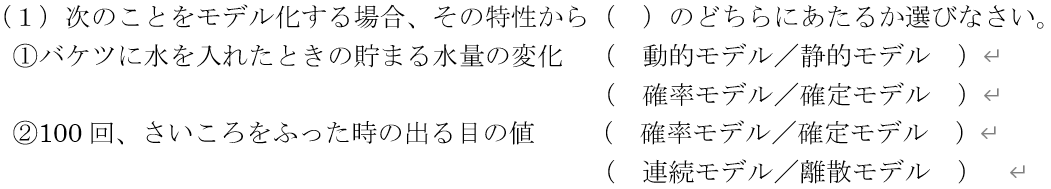 （１）次のことをモデル化する場合、その特性から（　）のどちらにあたるか選びなさい。
①バケツに水を入れたときの貯まる水量の変化　（　動的モデル／静的モデル　）↵
（　確率モデル／確定モデル　）↵
②100 回、さいころをふった時の出る目の値　（　確率モデル／確定モデル　）↵
（　連続モデル／離散モデル　）　↵